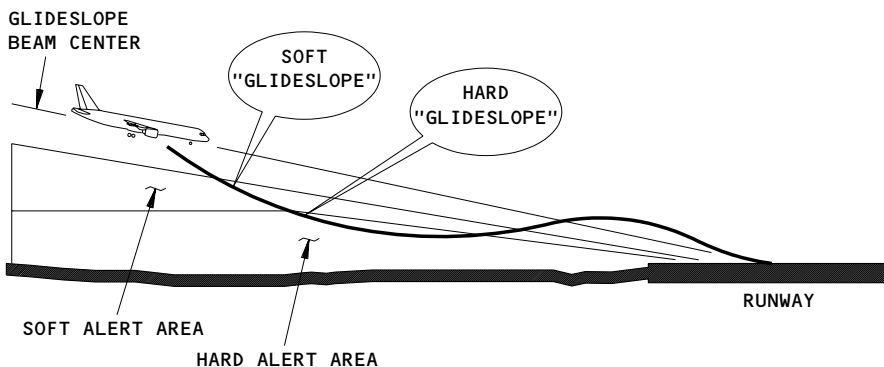 GLIDESLOPE
BEAM CENTER
SOFT
"GLIDESLOPE"
HARD
"GLIDESLOPE"
RUNWAY
SOFT ALERT AREA
HARD ALERT AREA